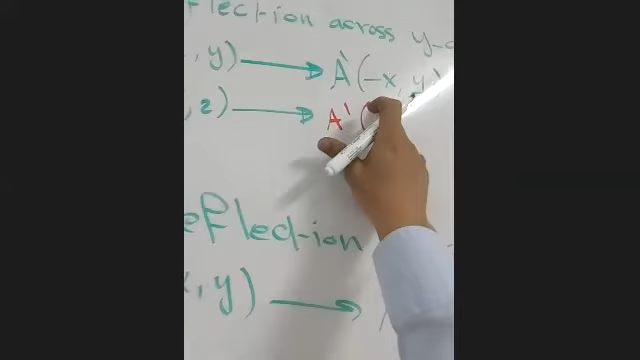 flection across y-a
, y) → À(-x, y)
, 2) → A'(
eflection
x, y) →